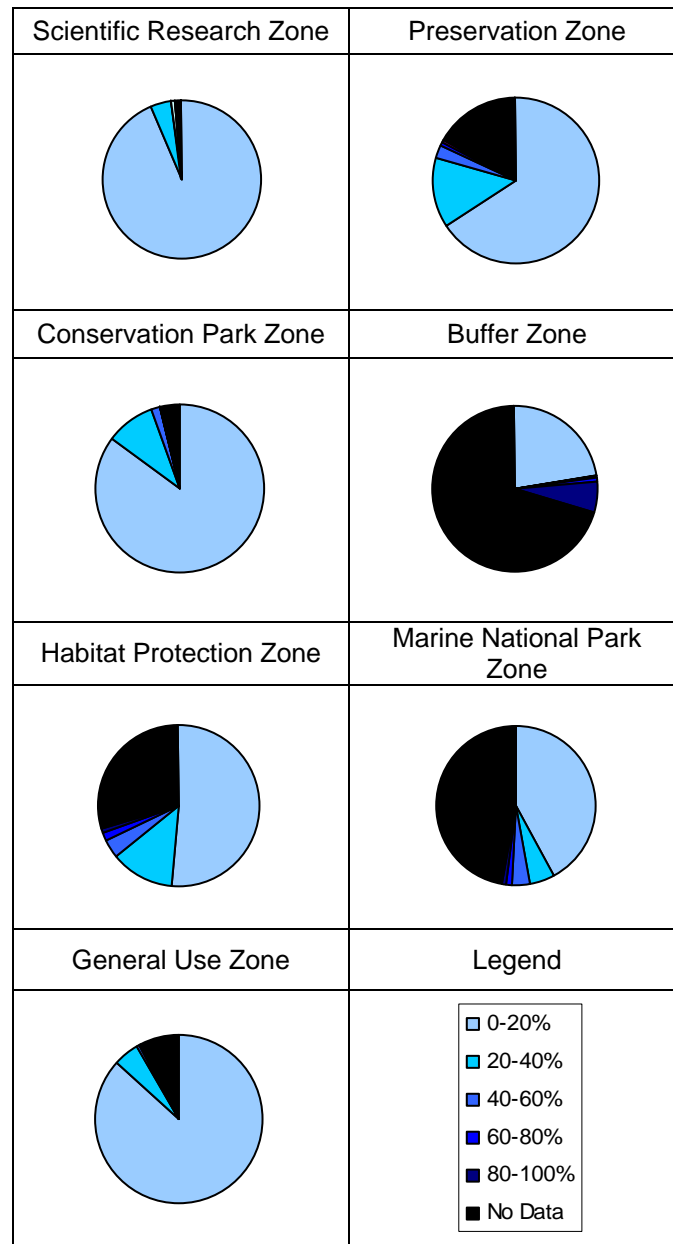 Scientific Research Zone
Preservation Zone
Conservation Park Zone
Buffer Zone
Habitat Protection Zone
Marine National Park
Zone
General Use Zone
Legend
0-20%
20-40%
40-60%
60-80%
80-100%
No Data